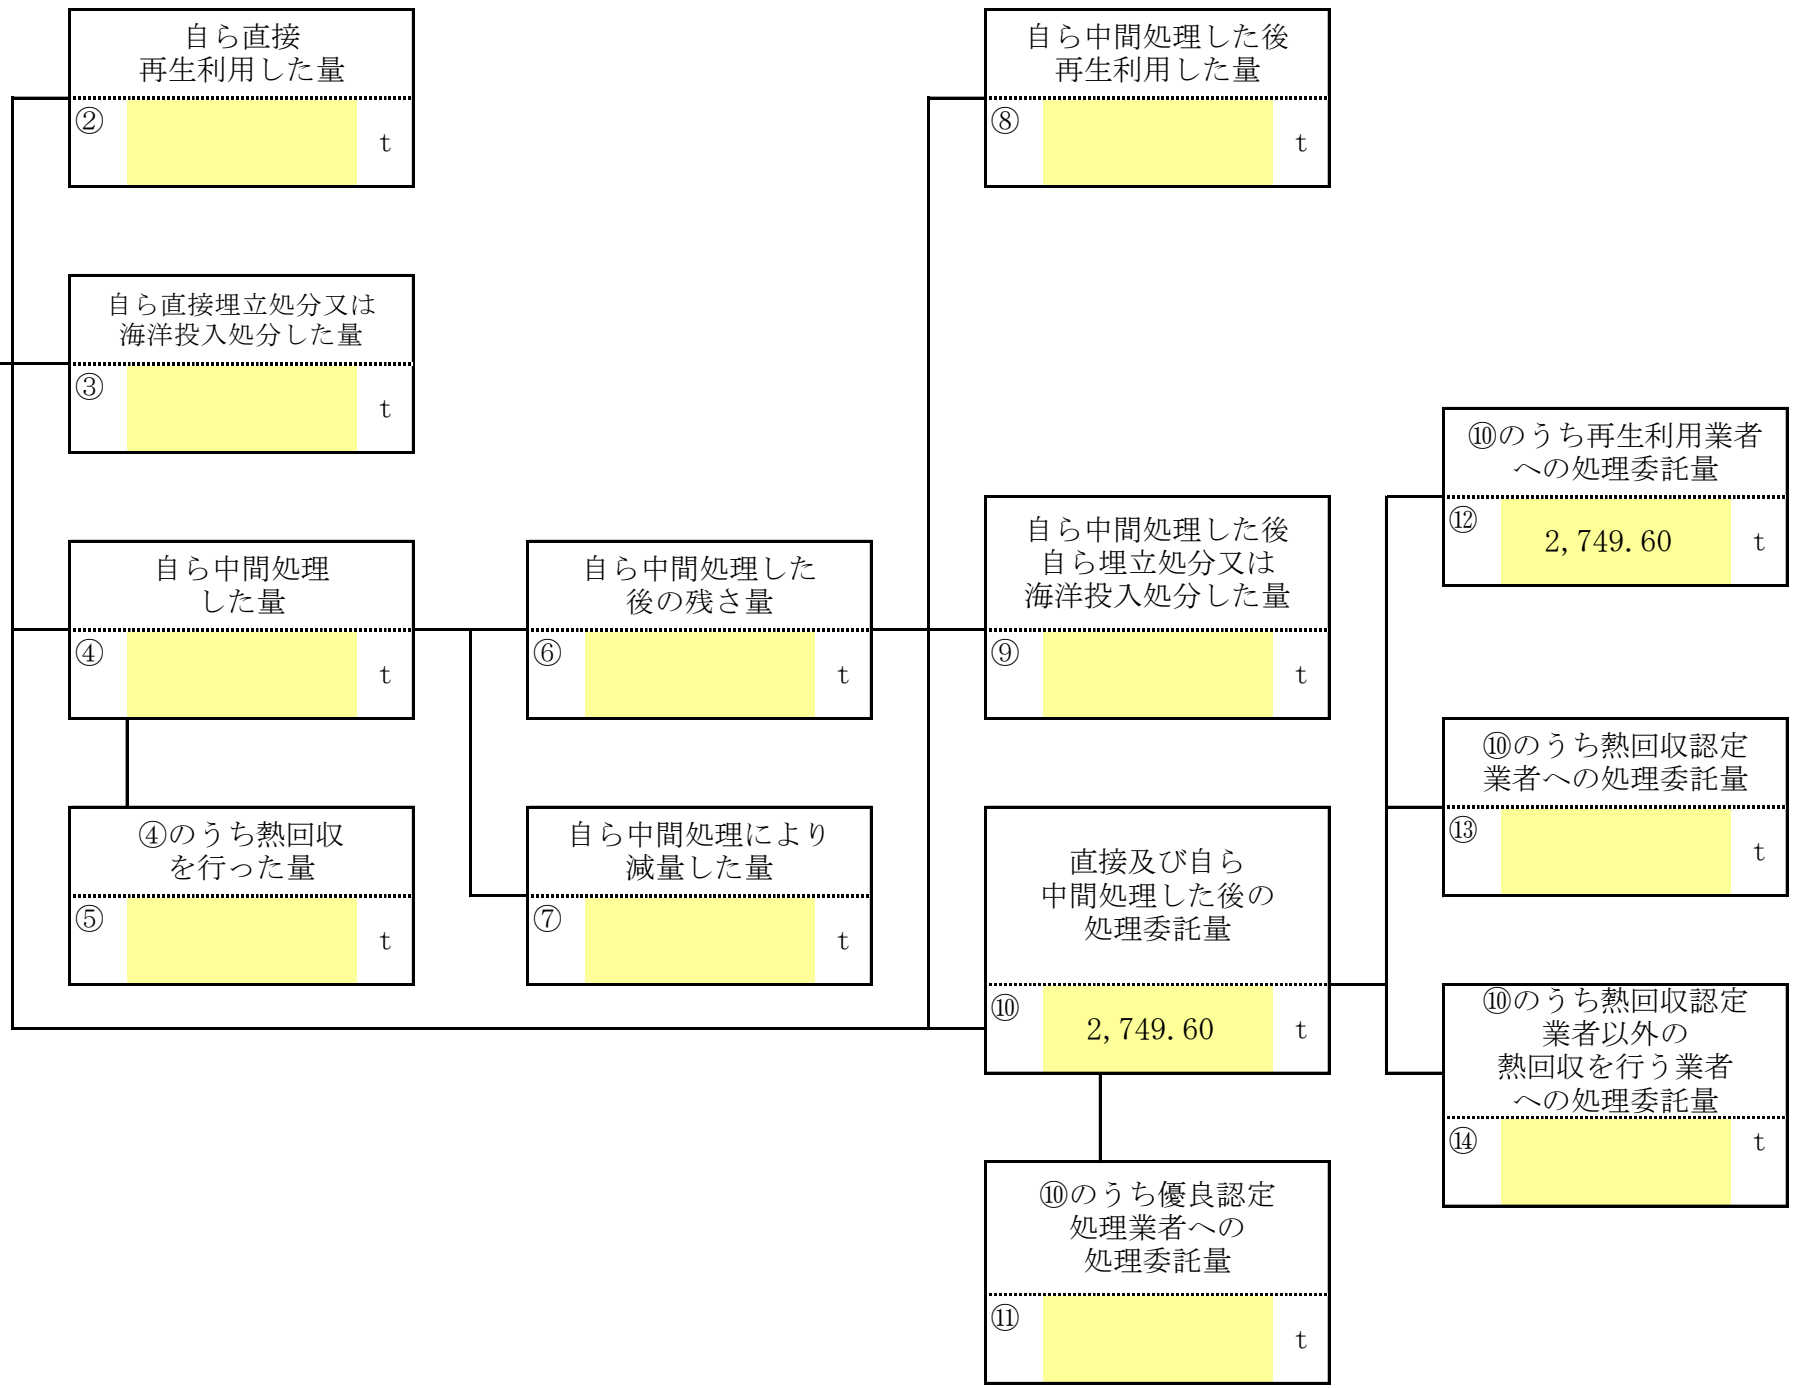 自ら直接
再生利用した量
②
t
自ら中間処理した後
再生利用した量
⑧
t
自ら直接埋立処分又は
海洋投入処分した量
③
t
⑩のうち再生利用業者
への処理委託量
⑫
2,749.60 t
自ら中間処理
した量
④
t
自ら中間処理した
後の残さ量
⑥
t
自ら中間処理した後
自ら埋立処分又は
海洋投入処分した量
⑨
t
⑩のうち熱回収認定
業者への処理委託量
⑬
t
④のうち熱回収
を行った量
⑤
t
自ら中間処理により
減量した量
⑦
t
直接及び自ら
中間処理した後の
処理委託量
⑩
2,749.60 t
⑩のうち熱回収認定
業者以外の
熱回収を行う業者
への処理委託量
⑭
t
⑩のうち優良認定
処理業者への
処理委託量
⑪
t